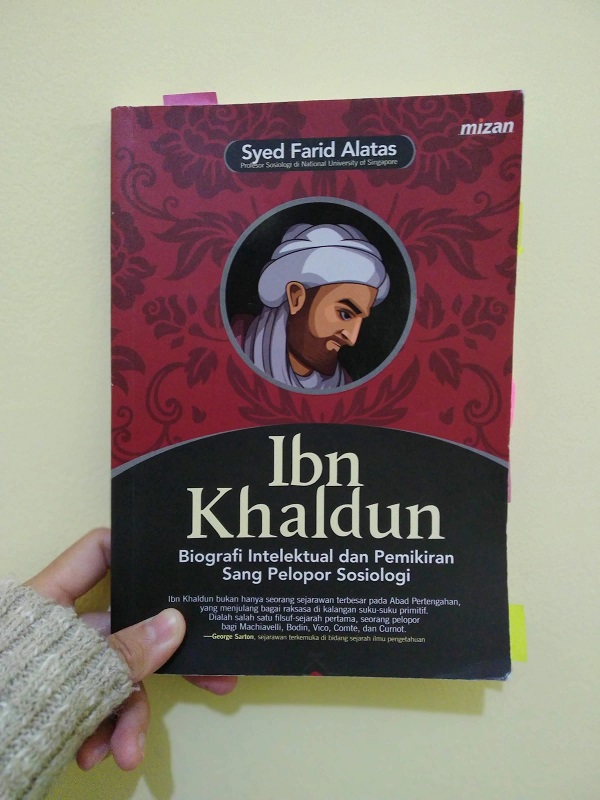 mizan
Syed Farid Alatas
Profesor Sosiologi di National University of Singapore
Ibn
Khaldun
Biografi Intelektual dan Pemikiran
Sang Pelopor Sosiologi
Ibn Khaldun bukan hanya seorang sejarawan terbesar pada Abad Pertengahan,
yang menjulang bagai raksasa di kalangan suku-suku primitif.
Dialah salah satu filsuf-sejarah pertama, seorang pelopor
bagi Machiavelli, Bodin, Vico, Comte, dan Curnot.
—George Sarton, sejarawan terkemuka di bidang sejarah ilmu pengetahuan